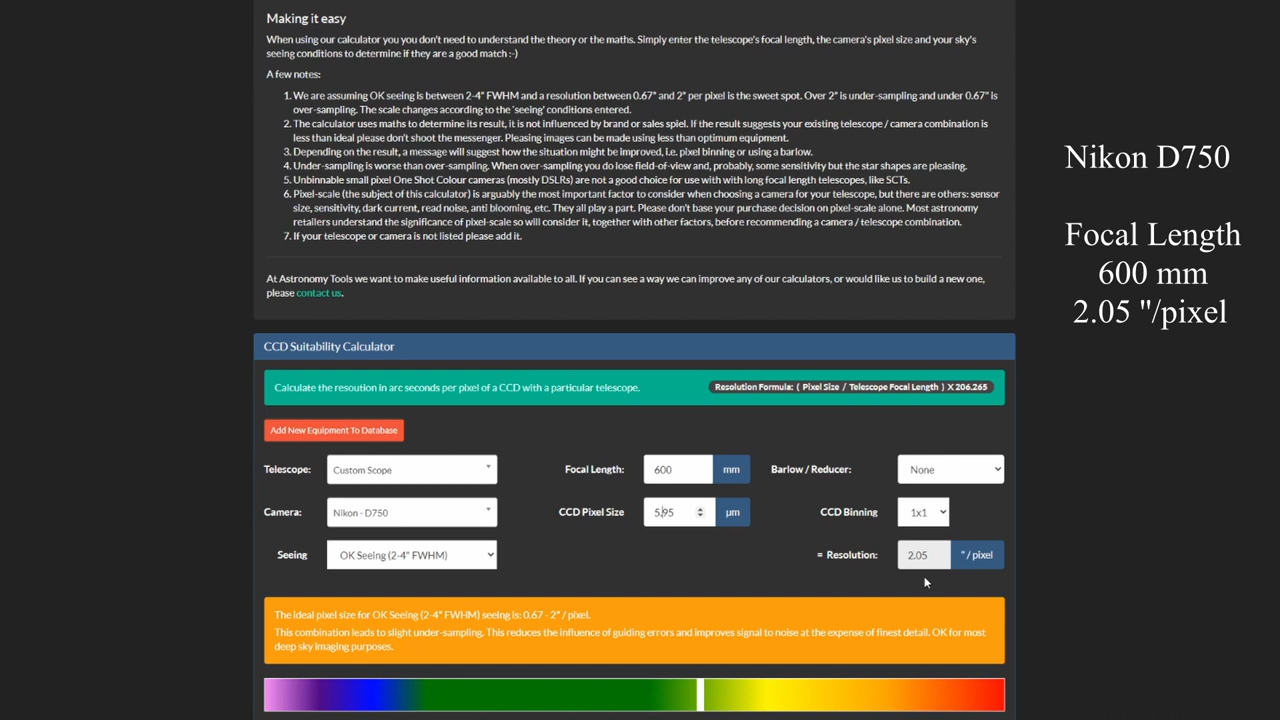 Making it easy
When using our calculator you you don't need to understand the theory or the maths. Simply enter the telescope's focal length, the camera's pixel size and your sky's
seeing conditions to determine if they are a good match :-)
A few notes:
1. We are assuming OK seeing is between 2-4" FWHM and a resolution between 0.67" and 2" per pixel is the sweet spot. Over 2" is under-sampling and under 0.67" is
over-sampling. The scale changes according to the 'seeing' conditions entered.
2. The calculator uses maths to determine its result, it is not influenced by brand or sales spiel. If the result suggests your existing telescope / camera combination is
less than ideal please don't shoot the messenger. Pleasing images can be made using less than optimum equipment.
3. Depending on the result, a message will suggest how the situation might be improved, i.e. pixel binning or using a barlow.
4. Under-sampling is worse than over-sampling. When over-sampling you do lose field-of-view and, probably, some sensitivity but the star shapes are pleasing.
5. Unbinnable small pixel One Shot Colour cameras (mostly DSLRs) are not a good choice for use with with long focal length telescopes, like SCTs.
6. Pixel-scale (the subject of this calculator) is arguably the most important factor to consider when choosing a camera for your telescope, but there are others: sensor
size, sensitivity, dark current, read noise, anti blooming, etc. They all play a part. Please don't base your purchase decision on pixel-scale alone. Most astronomy
retailers understand the significance of pixel-scale so will consider it, together with other factors, before recommending a camera / telescope combination.
7. If your telescope or camera is not listed please add it.
At Astronomy Tools we want to make useful information available to all. If you can see a way we can improve any of our calculators, or would like us to build a new one,
please contact us.
Nikon D750
Focal Length
600 mm
2.05 "/pixel
CCD Suitability Calculator
Calculate the resoution in arc seconds per pixel of a CCD with a particular telescope.
Resolution Formula: ( Pixel Size / Telescope Focal Length ) X 206.265
Add New Equipment To Database
Telescope: Custom Scope Focal Length: 600 mm Barlow / Reducer: None
Camera: Nikon - D750 CCD Pixel Size 5.95 µm CCD Binning 1x1
Seeing OK Seeing (2-4" FWHM) = Resolution: 2.05 " / pixel
The ideal pixel size for OK Seeing (2-4" FWHM) seeing is: 0.67 - 2" / pixel.
This combination leads to slight under-sampling. This reduces the influence of guiding errors and improves signal to noise at the expense of finest detail. OK for most
deep sky imaging purposes.